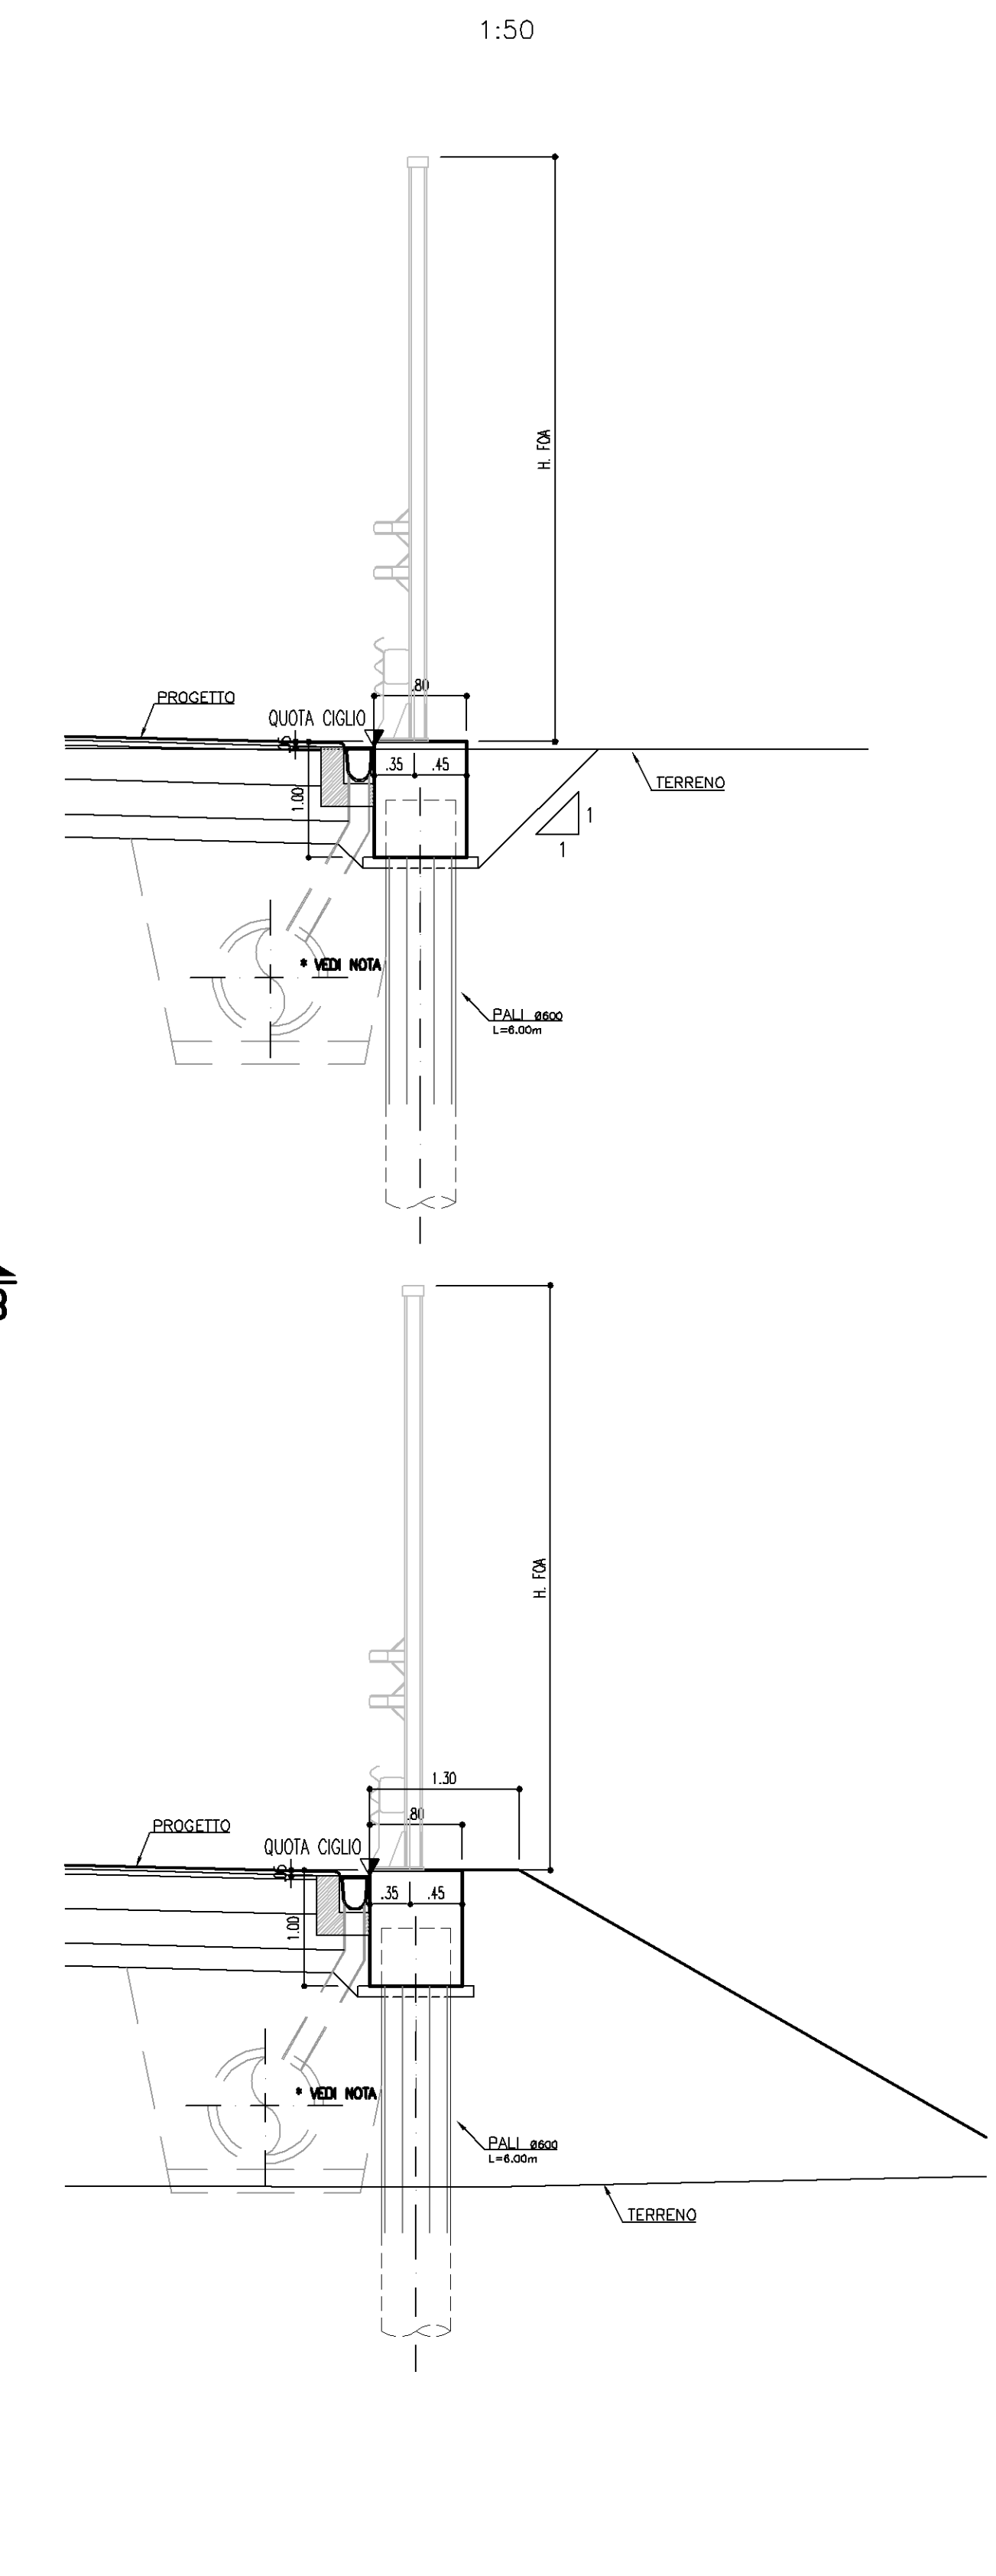 1:50
H. FOA
.80
PROGETTO
QUOTA CIGLIO
.05
.35
.45
TERRENO
1.00
1
1
* VEDI NOTA
PALI Ø600
L=6.00m
B
H. FOA
1.30
.80
PROGETTO
QUOTA CIGLIO
.05
.35
.45
1.00
* VEDI NOTA
PALI Ø600
L=6.00m
TERRENO